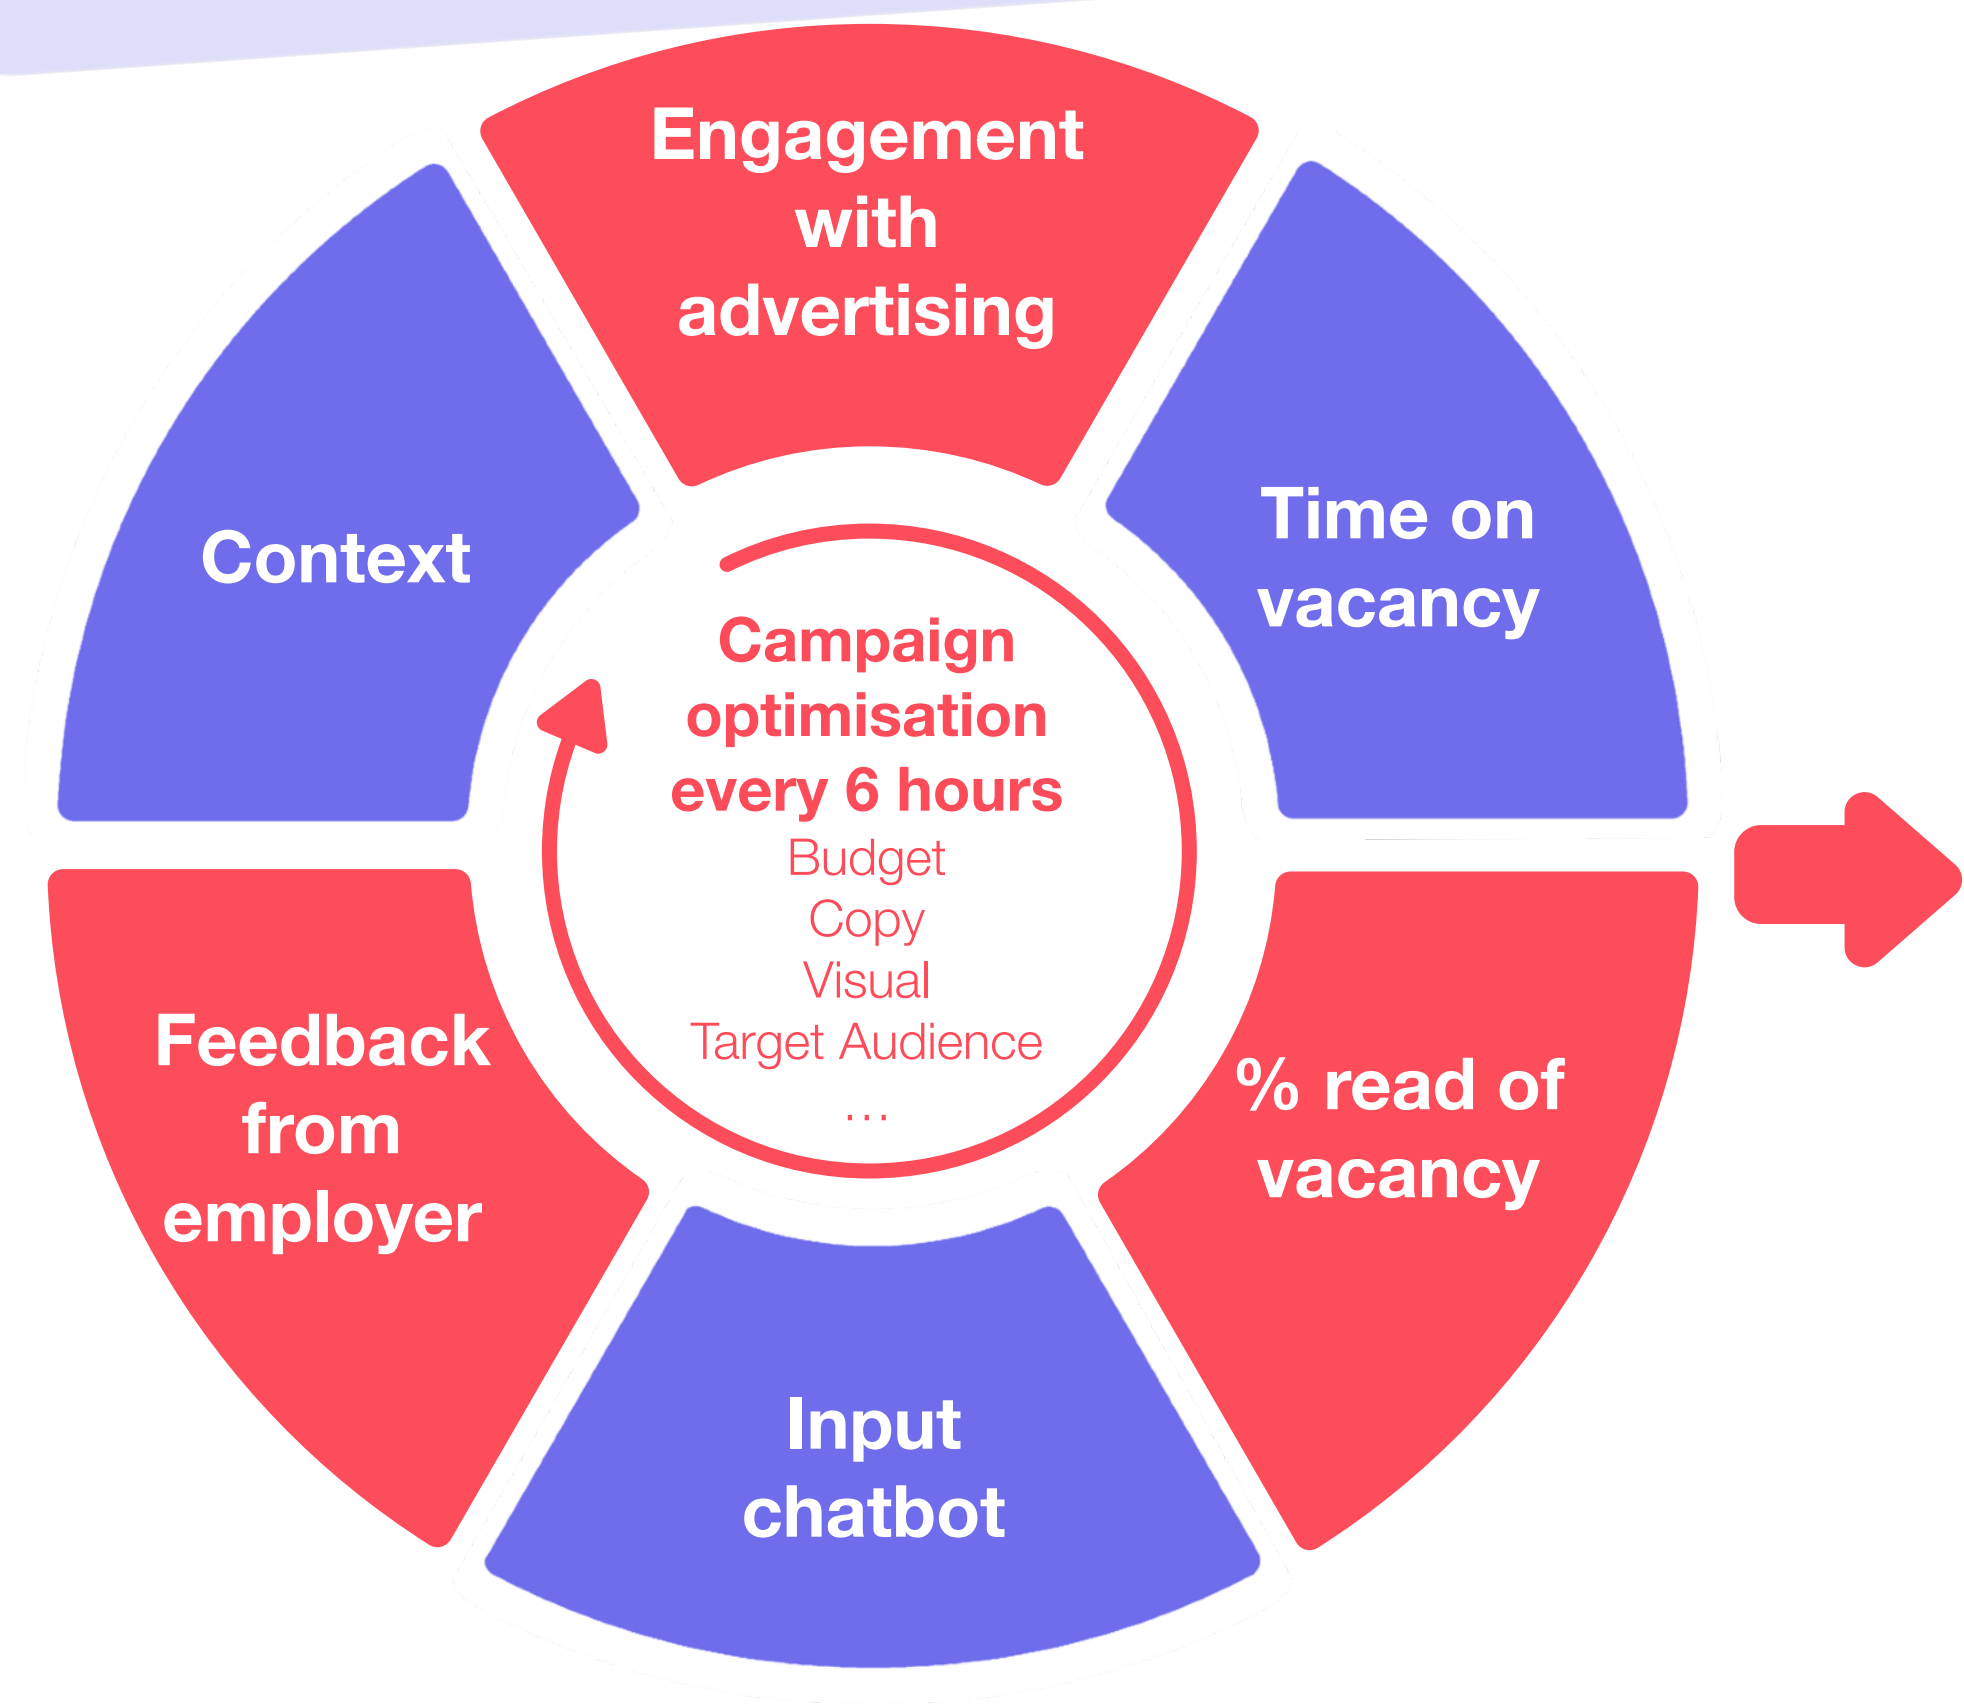 Engagement
with
advertising
Time on
vacancy
% read of
vacancy
Input
chatbot
Feedback
from
employer
Context
Campaign
optimisation
every 6 hours
Budget
Copy
Visual
Target Audience
...